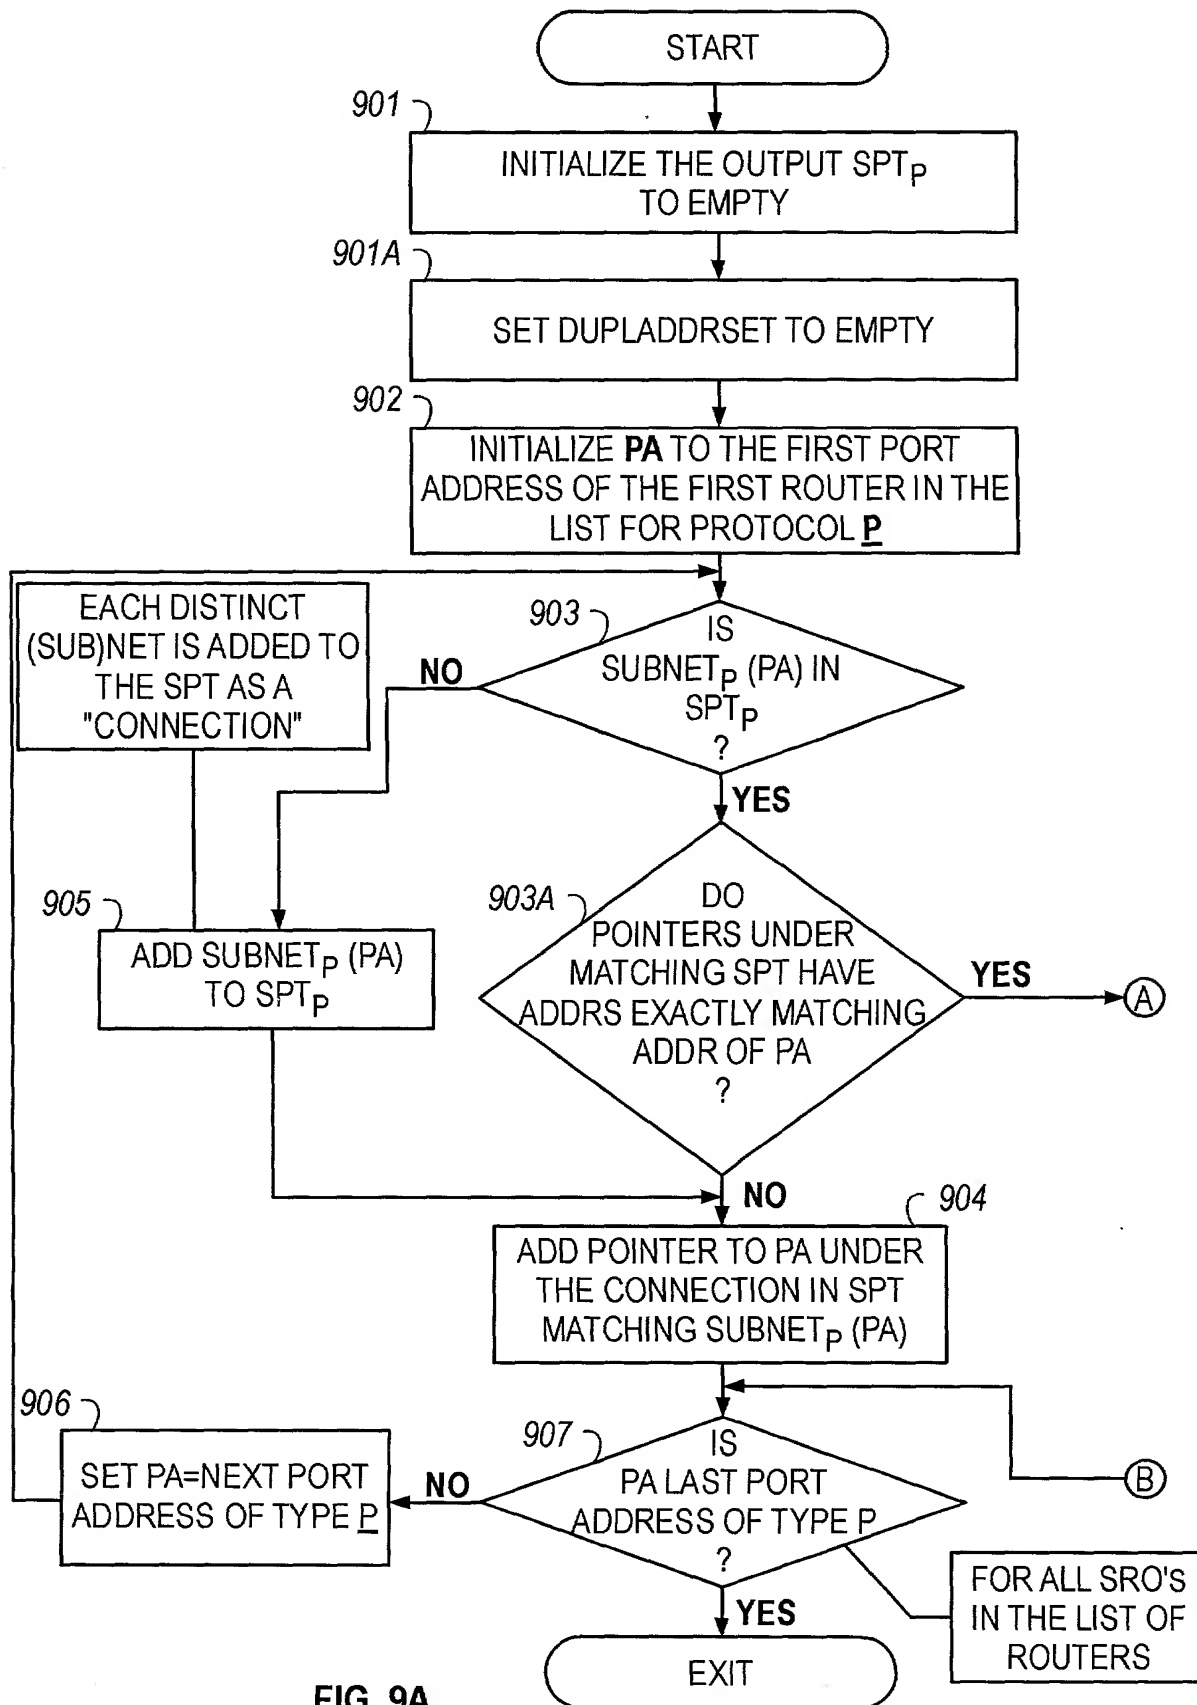 START
901
INITIALIZE THE OUTPUT SPTP
TO EMPTY
901A
SET DUPLADDRSET TO EMPTY
902
INITIALIZE PA TO THE FIRST PORT
ADDRESS OF THE FIRST ROUTER IN THE
LIST FOR PROTOCOL P
EACH DISTINCT
(SUB)NET IS ADDED TO
THE SPT AS A
"CONNECTION"
903
IS
SUBNETP (PA) IN
SPTP
?
NO
YES
905
ADD SUBNETP (PA)
TO SPTP
903A
DO
POINTERS UNDER
MATCHING SPT HAVE
ADDRS EXACTLY MATCHING
ADDR OF PA
?
YES
A
NO
904
ADD POINTER TO PA UNDER
THE CONNECTION IN SPT
MATCHING SUBNETP (PA)
906
SET PA=NEXT PORT
ADDRESS OF TYPE P
NO
907
IS
PA LAST PORT
ADDRESS OF TYPE P
?
B
YES
FOR ALL SRO'S
IN THE LIST OF
ROUTERS
EXIT
FIG. 9A